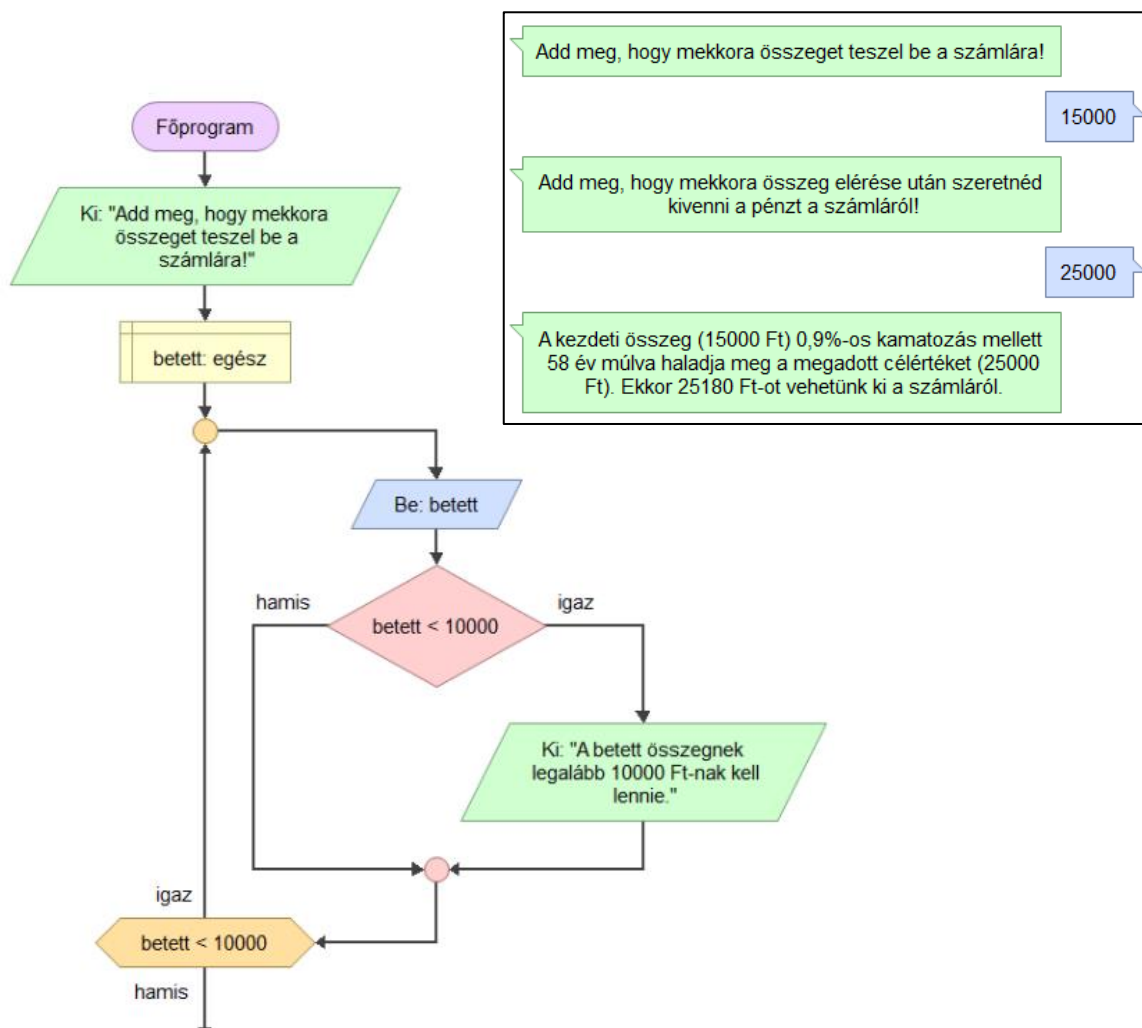 Főprogram
Ki: "Add meg, hogy mekkora
összeget teszel be a
számlára!"
betett: egész
Be: betett
hamis
igaz
betett < 10000
Ki: "A betett összegnek
legalább 10000 Ft-nak kell
lennie."
igaz
betett < 10000
hamis
Add meg, hogy mekkora összeget teszel be a számlára!
15000
Add meg, hogy mekkora összeg elérése után szeretnéd
kivenni a pénzt a számláról!
25000
A kezdeti összeg (15000 Ft) 0,9%-os kamatozás mellett
58 év múlva haladja meg a megadott célértéket (25000
Ft). Ekkor 25180 Ft-ot vehetünk ki a számláról.